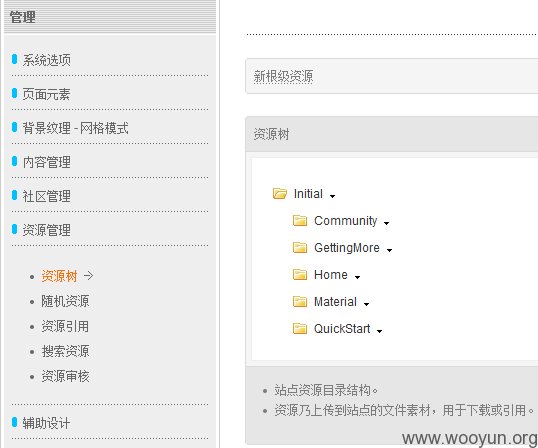 管理
系统选项
页面元素
背景纹理 - 网格模式
内容管理
社区管理
资源管理
资源树
随机资源
资源引用
搜索资源
资源审核
辅助设计
新根级资源
资源树
Initial
Community
GettingMore
Home
Material
QuickStart
站点资源目录结构。
资源乃上传到站点的文件素材，用于下载或引用。
www.wooyun.org